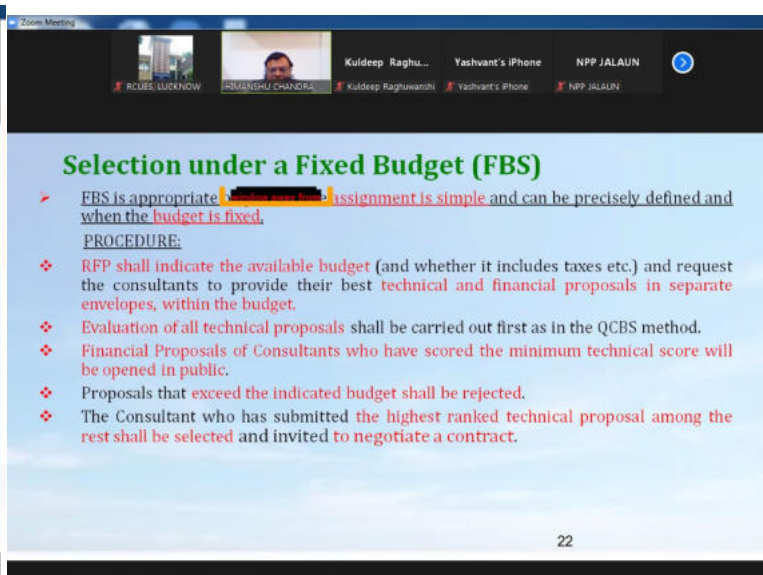 Zoom Meeting
Kuldeep Raghu... Yashvant's iPhone NPP JALAUN
RCUES, LUCKNOW HIMANSHU CHANDRA Kuldeep Raghuwanshi Yashvant's iPhone NPP JALAUN
Selection under a Fixed Budget (FBS)
➤ FBS is appropriate assignment is simple and can be precisely defined and
when the budget is fixed.
PROCEDURE:
❖ RFP shall indicate the available budget (and whether it includes taxes etc.) and request
the consultants to provide their best technical and financial proposals in separate
envelopes, within the budget.
❖ Evaluation of all technical proposals shall be carried out first as in the QCBS method.
❖ Financial Proposals of Consultants who have scored the minimum technical score will
be opened in public.
❖ Proposals that exceed the indicated budget shall be rejected.
❖ The Consultant who has submitted the highest ranked technical proposal among the
rest shall be selected and invited to negotiate a contract.
22